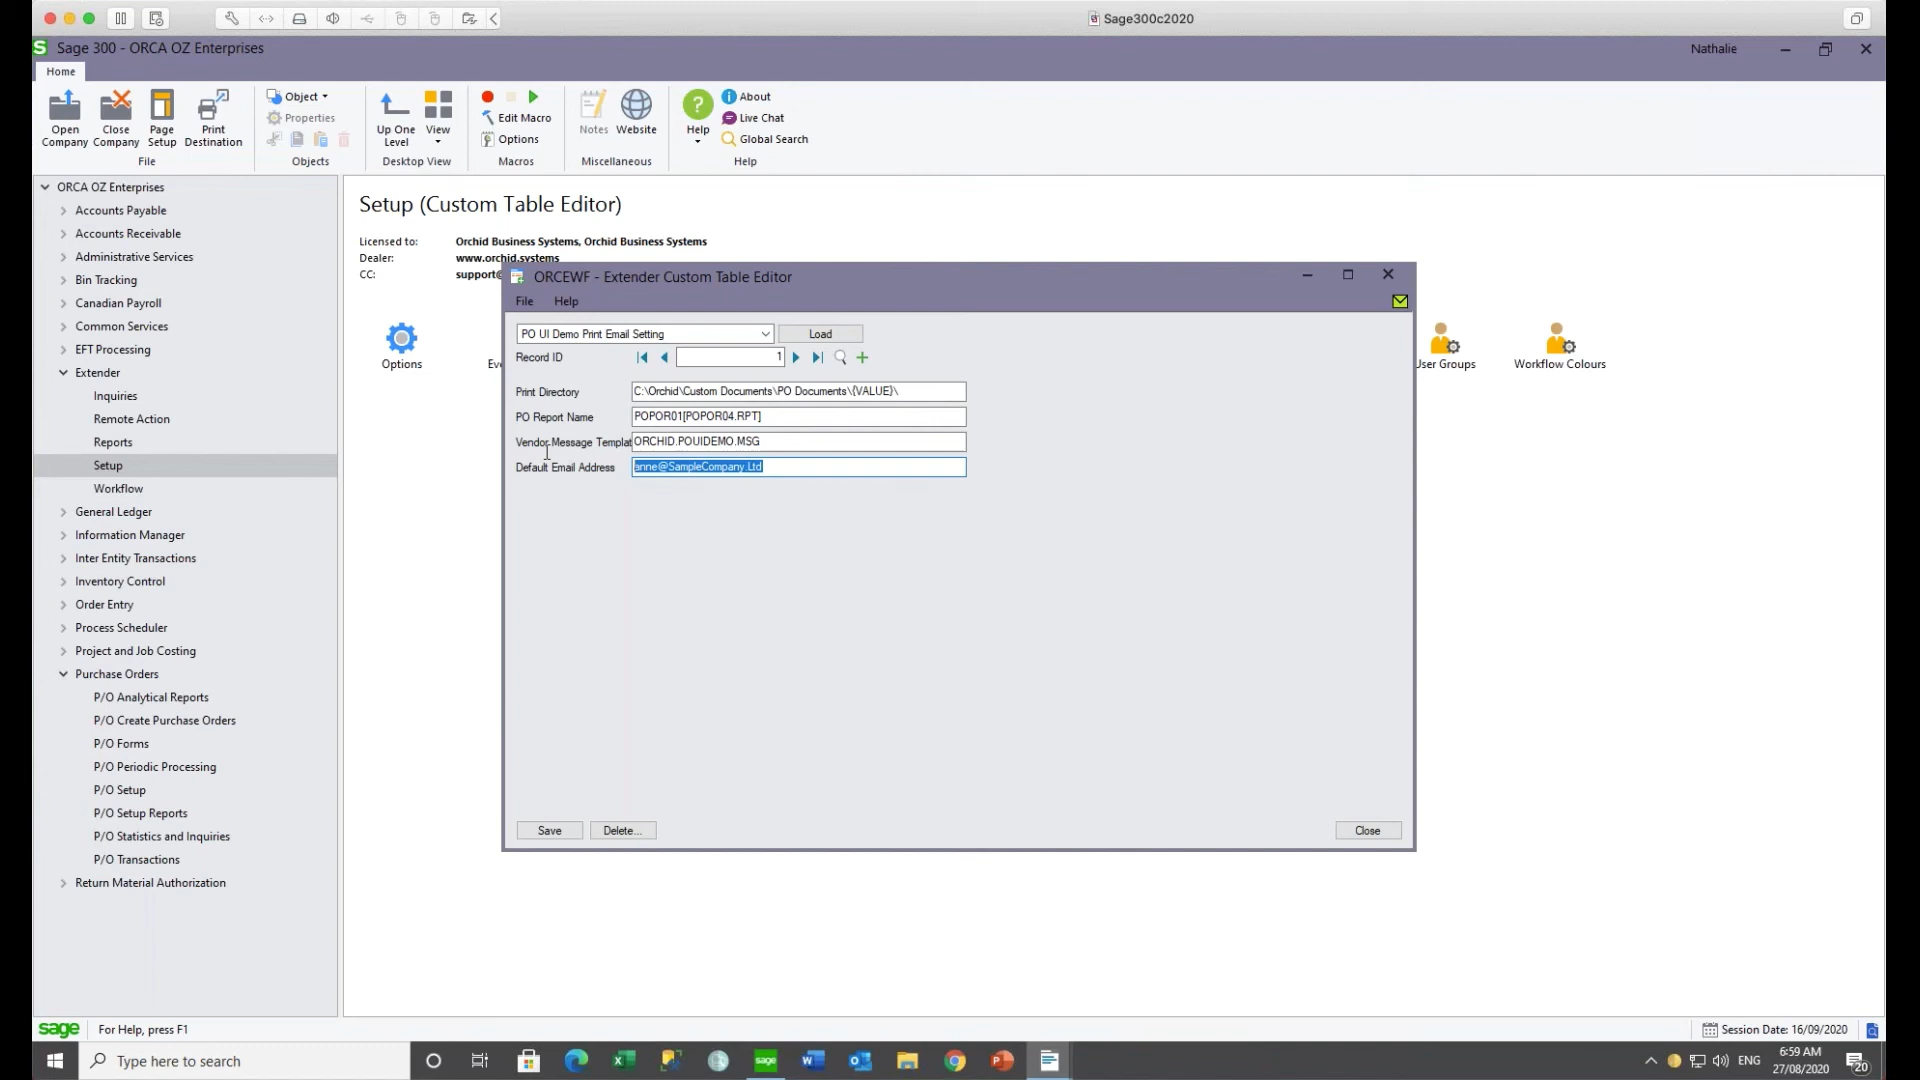 Sage300c2020
Sage 300 - ORCA OZ Enterprises
Nathalie
Home
Open Company
Close Company
Page Setup
Print Destination
File
Object
Properties
Objects
Up One Level
View
Desktop View
Edit Macro
Options
Macros
Notes
Website
Miscellaneous
Help
About
Live Chat
Global Search
Help
ORCA OZ Enterprises
Accounts Payable
Accounts Receivable
Administrative Services
Bin Tracking
Canadian Payroll
Common Services
EFT Processing
Extender
Inquiries
Remote Action
Reports
Setup
Workflow
General Ledger
Information Manager
Inter Entity Transactions
Inventory Control
Order Entry
Process Scheduler
Project and Job Costing
Purchase Orders
P/O Analytical Reports
P/O Create Purchase Orders
P/O Forms
P/O Periodic Processing
P/O Setup
P/O Setup Reports
P/O Statistics and Inquiries
P/O Transactions
Return Material Authorization
Setup (Custom Table Editor)
Licensed to: Orchid Business Systems, Orchid Business Systems
Dealer: www.orchid.systems
CC: support@
Options
Eve
User Groups
Workflow Colours
ORCEWF - Extender Custom Table Editor
File Help
PO UI Demo Print Email Setting
Load
Record ID 1
Print Directory C:\Orchid\Custom Documents\PO Documents\{VALUE}\
PO Report Name POPOR01[POPOR04.RPT]
Vendor Message Templat ORCHID.POUIDEMO.MSG
Default Email Address anne@SampleCompany.Ltd
Save
Delete...
Close
sage
For Help, press F1
Session Date: 16/09/2020
Type here to search
sage
ENG
6:59 AM
27/08/2020
20